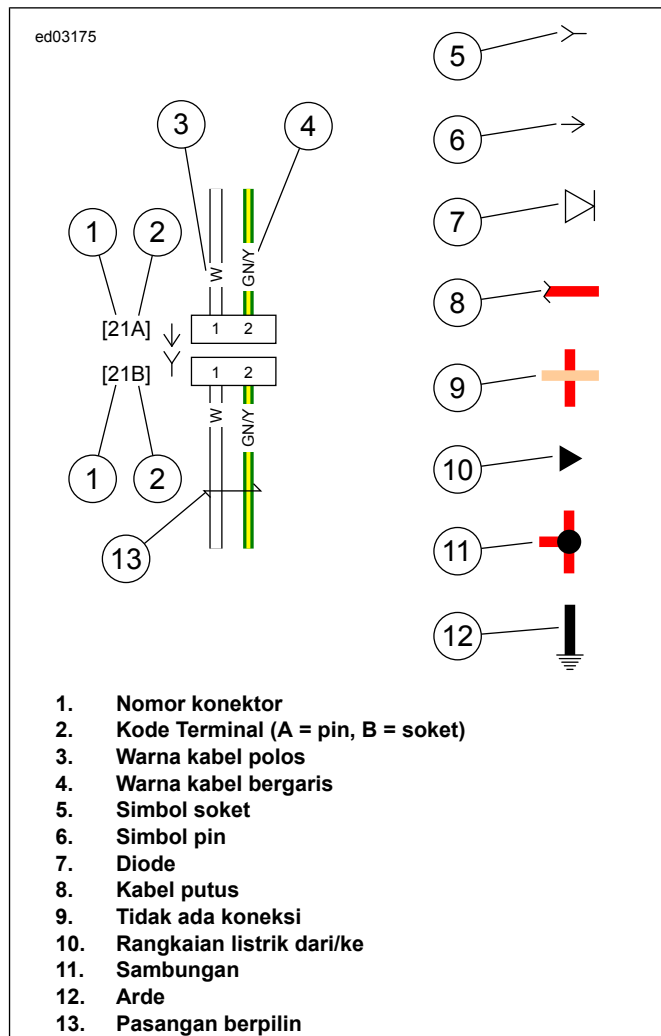 ed03175
3
4
5
6
7
8
9
10
11
12
1
2
W
GN/Y
[21A]
1 2
[21B]
1 2
W
GN/Y
1
2
13
1. Nomor konektor
2. Kode Terminal (A = pin, B = soket)
3. Warna kabel polos
4. Warna kabel bergaris
5. Simbol soket
6. Simbol pin
7. Diode
8. Kabel putus
9. Tidak ada koneksi
10. Rangkaian listrik dari/ke
11. Sambungan
12. Arde
13. Pasangan berpilin